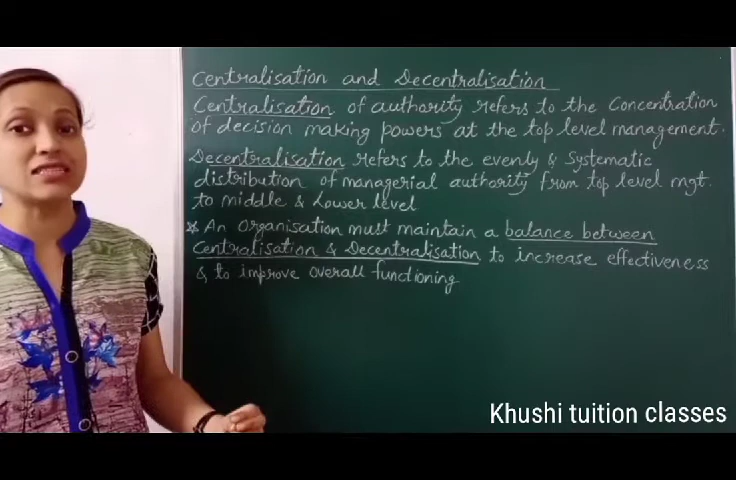 Centralisation and Decentralisation
Centralisation of authority refers to the concentration
of decision making powers at the top level management.
Decentralisation refers to the evenly & systematic
distribution of managerial authority from top level mgt.
to middle & lower level
* An organisation must maintain a balance between
Centralisation & Decentralisation to increase effectiveness
& to improve overall functioning
Khushi tuition classes